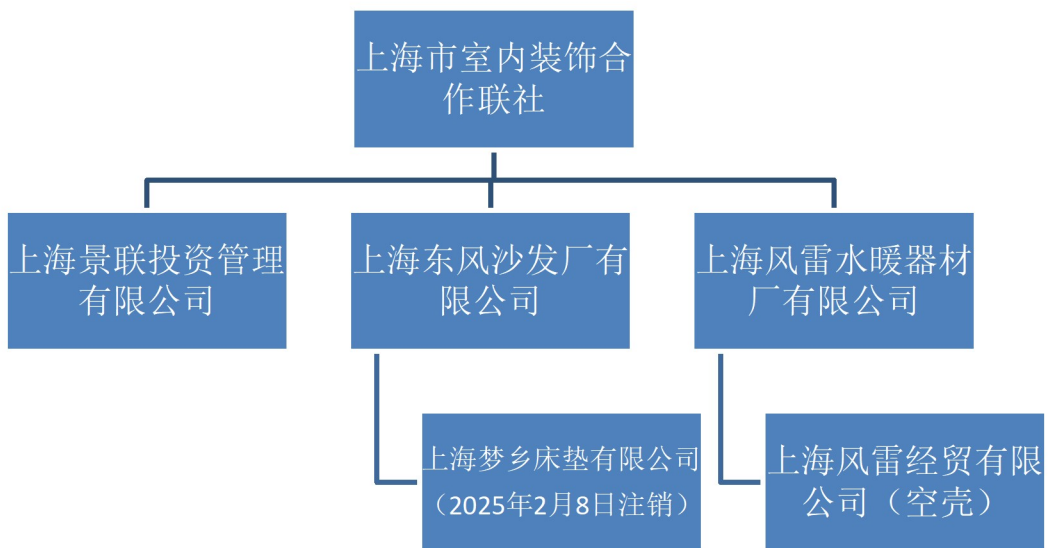 上海市室内装饰合
作联社
上海景联投资管理
有限公司
上海东风沙发厂有
限公司
上海风雷水暖器材
厂有限公司
上海梦乡床垫有限公司
（2025年2月8日注销）
上海风雷经贸有限
公司（空壳）